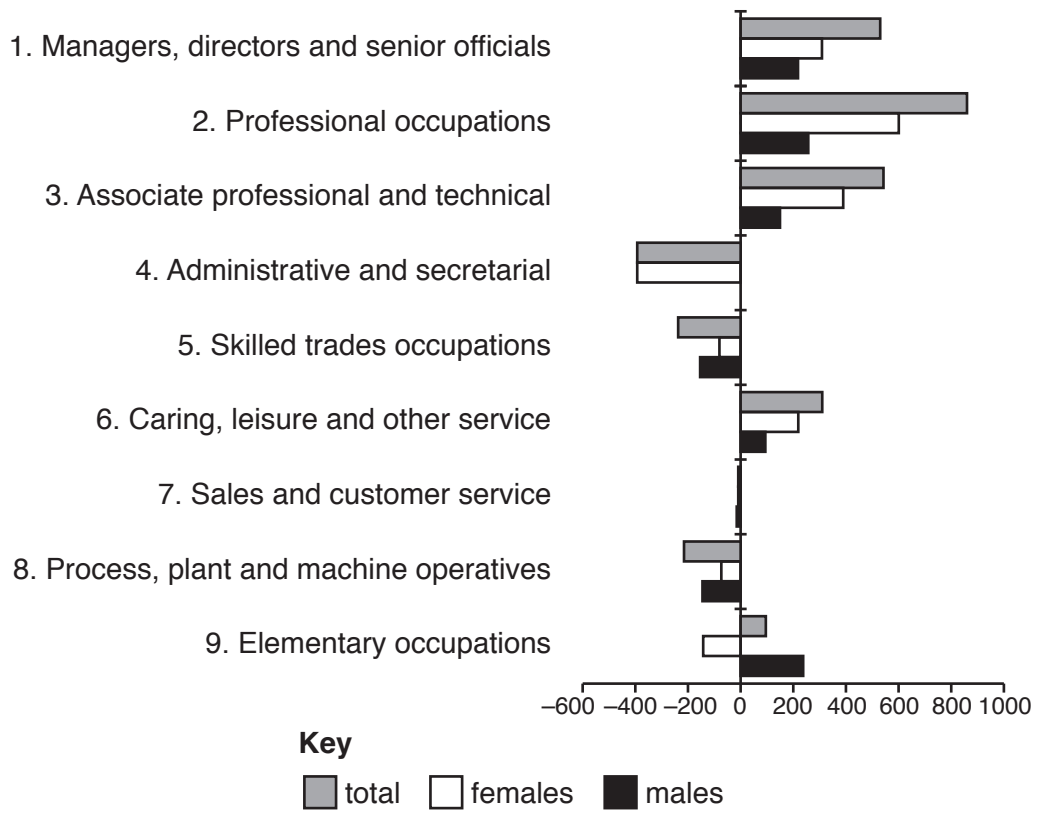 1. Managers, directors and senior officials
2. Professional occupations
3. Associate professional and technical
4. Administrative and secretarial
5. Skilled trades occupations
6. Caring, leisure and other service
7. Sales and customer service
8. Process, plant and machine operatives
9. Elementary occupations
–600 –400 –200 0 200 400 600 800 1000
Key
total females males